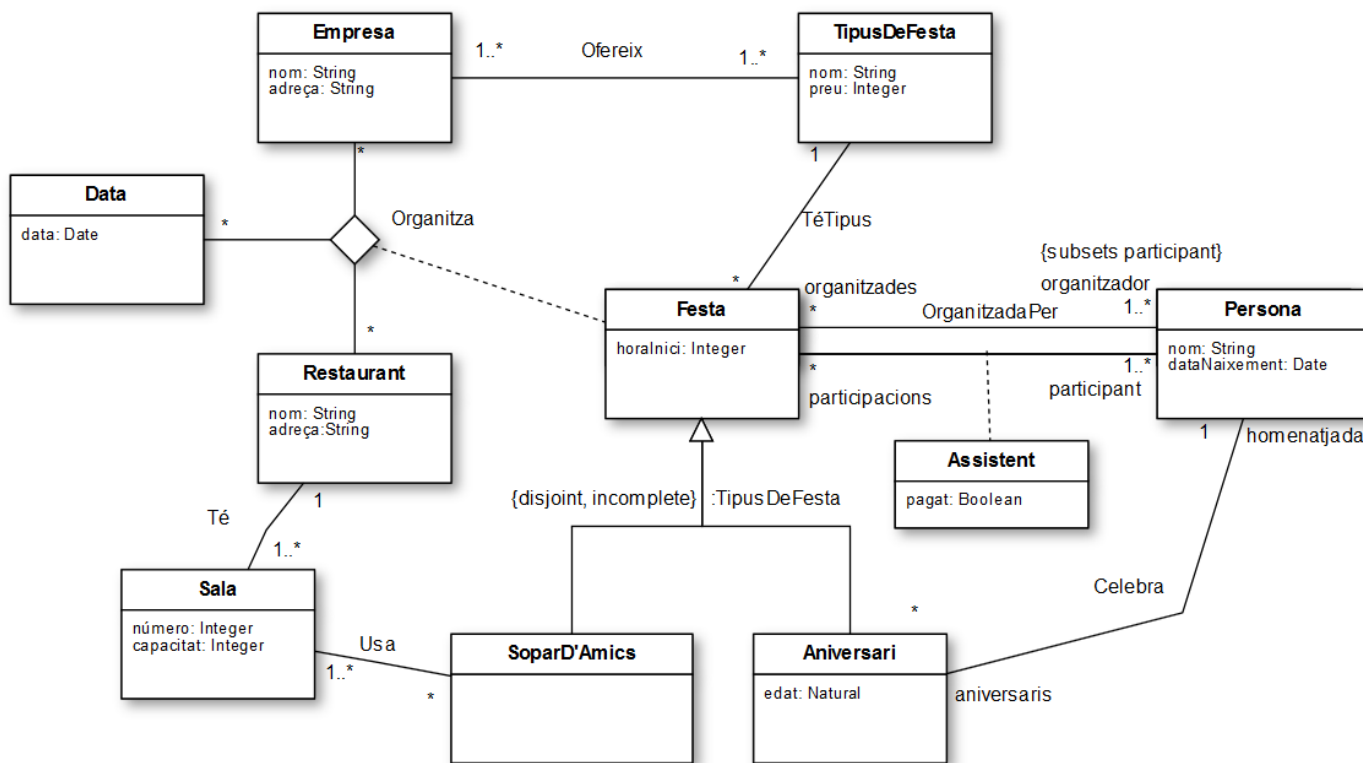 Empresa
nom: String
adreça: String
1..*
Ofereix
1..*
TipusDeFesta
nom: String
preu: Integer
*
1
Data
data: Date
*
Organitza
TéTipus
*
*
{subsets participant}
organitzades
organitzador
Festa
horaInici: Integer
*
OrganitzadaPer
1..*
Persona
nom: String
dataNaixement: Date
*
1..*
participacions
participant
Restaurant
nom: String
adreça:String
1
homenatjada
Assistent
pagat: Boolean
{disjoint, incomplete}
:TipusDeFesta
1
Té
1..*
Sala
número: Integer
capacitat: Integer
Usa
1..*
*
SoparD'Amics
*
Aniversari
edat: Natural
aniversaris
Celebra